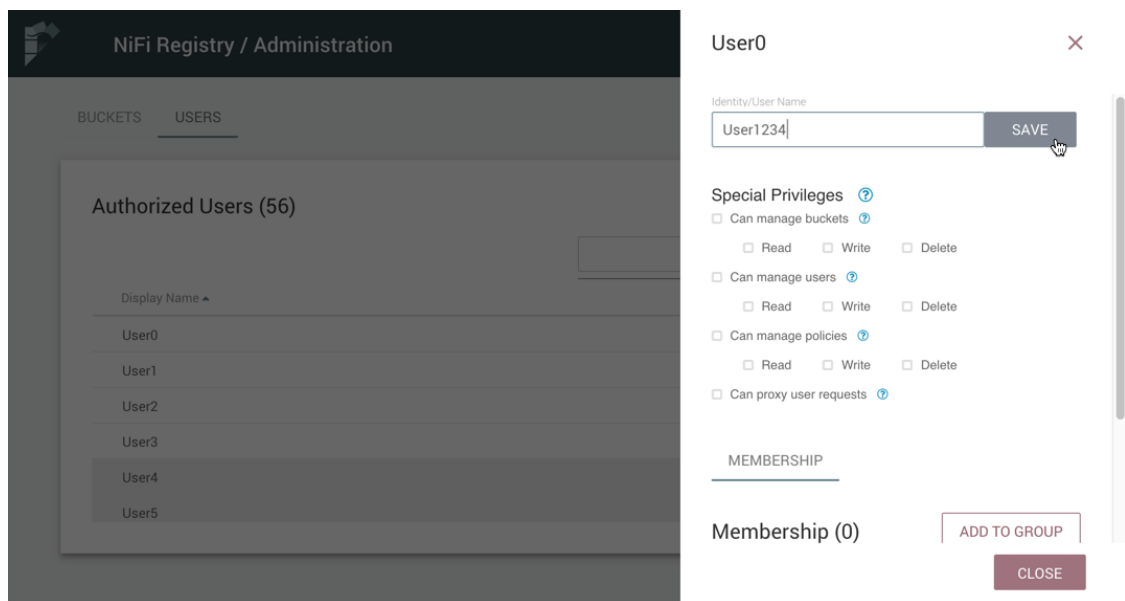 NiFi Registry / Administration
BUCKETS USERS
Authorized Users (56)
Display Name
User0
User1
User2
User3
User4
User5
User0
Identity/User Name
User1234
SAVE
Special Privileges
Can manage buckets
Read Write Delete
Can manage users
Read Write Delete
Can manage policies
Read Write Delete
Can proxy user requests
MEMBERSHIP
Membership (0)
ADD TO GROUP
CLOSE